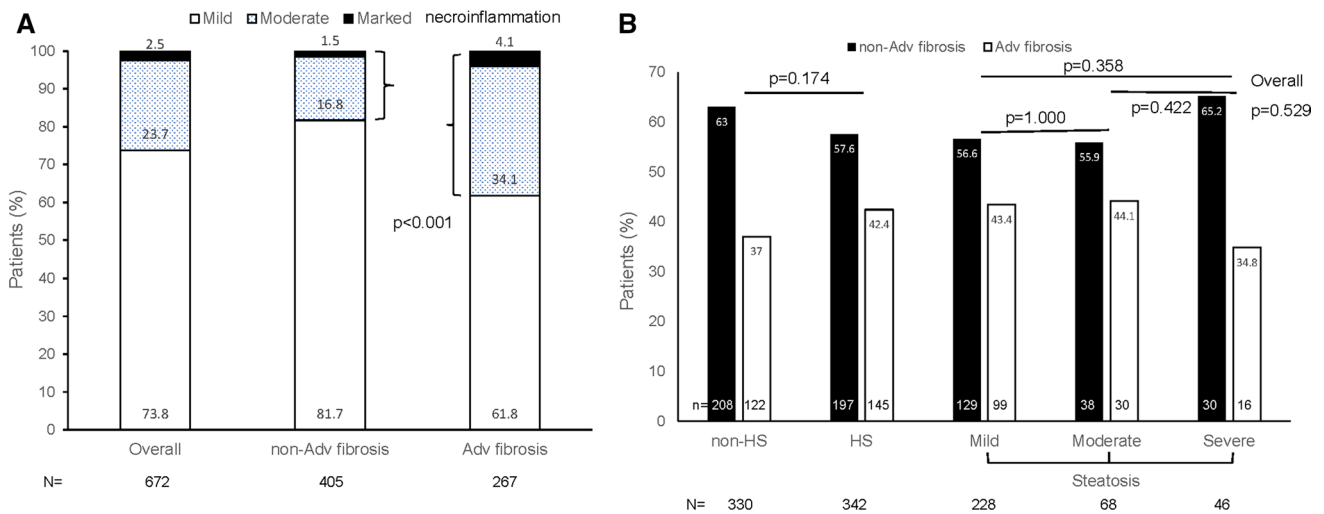 A
Mild Moderate Marked necroinflammation
Patients (%)
100
90
80
70
60
50
40
30
20
10
0
2.5
23.7
73.8
1.5
16.8
81.7
4.1
34.1
61.8
p<0.001
Overall non-Adv fibrosis Adv fibrosis
N= 672 405 267
B
non-Adv fibrosis Adv fibrosis
Patients (%)
70
60
50
40
30
20
10
0
p=0.174
p=0.358
p=1.000
p=0.422
Overall
p=0.529
63
37
57.6
42.4
56.6
43.4
55.9
44.1
65.2
34.8
n= 208 122 197 145 129 99 38 30 30 16
non-HS HS Mild Moderate Severe
Steatosis
N= 330 342 228 68 46